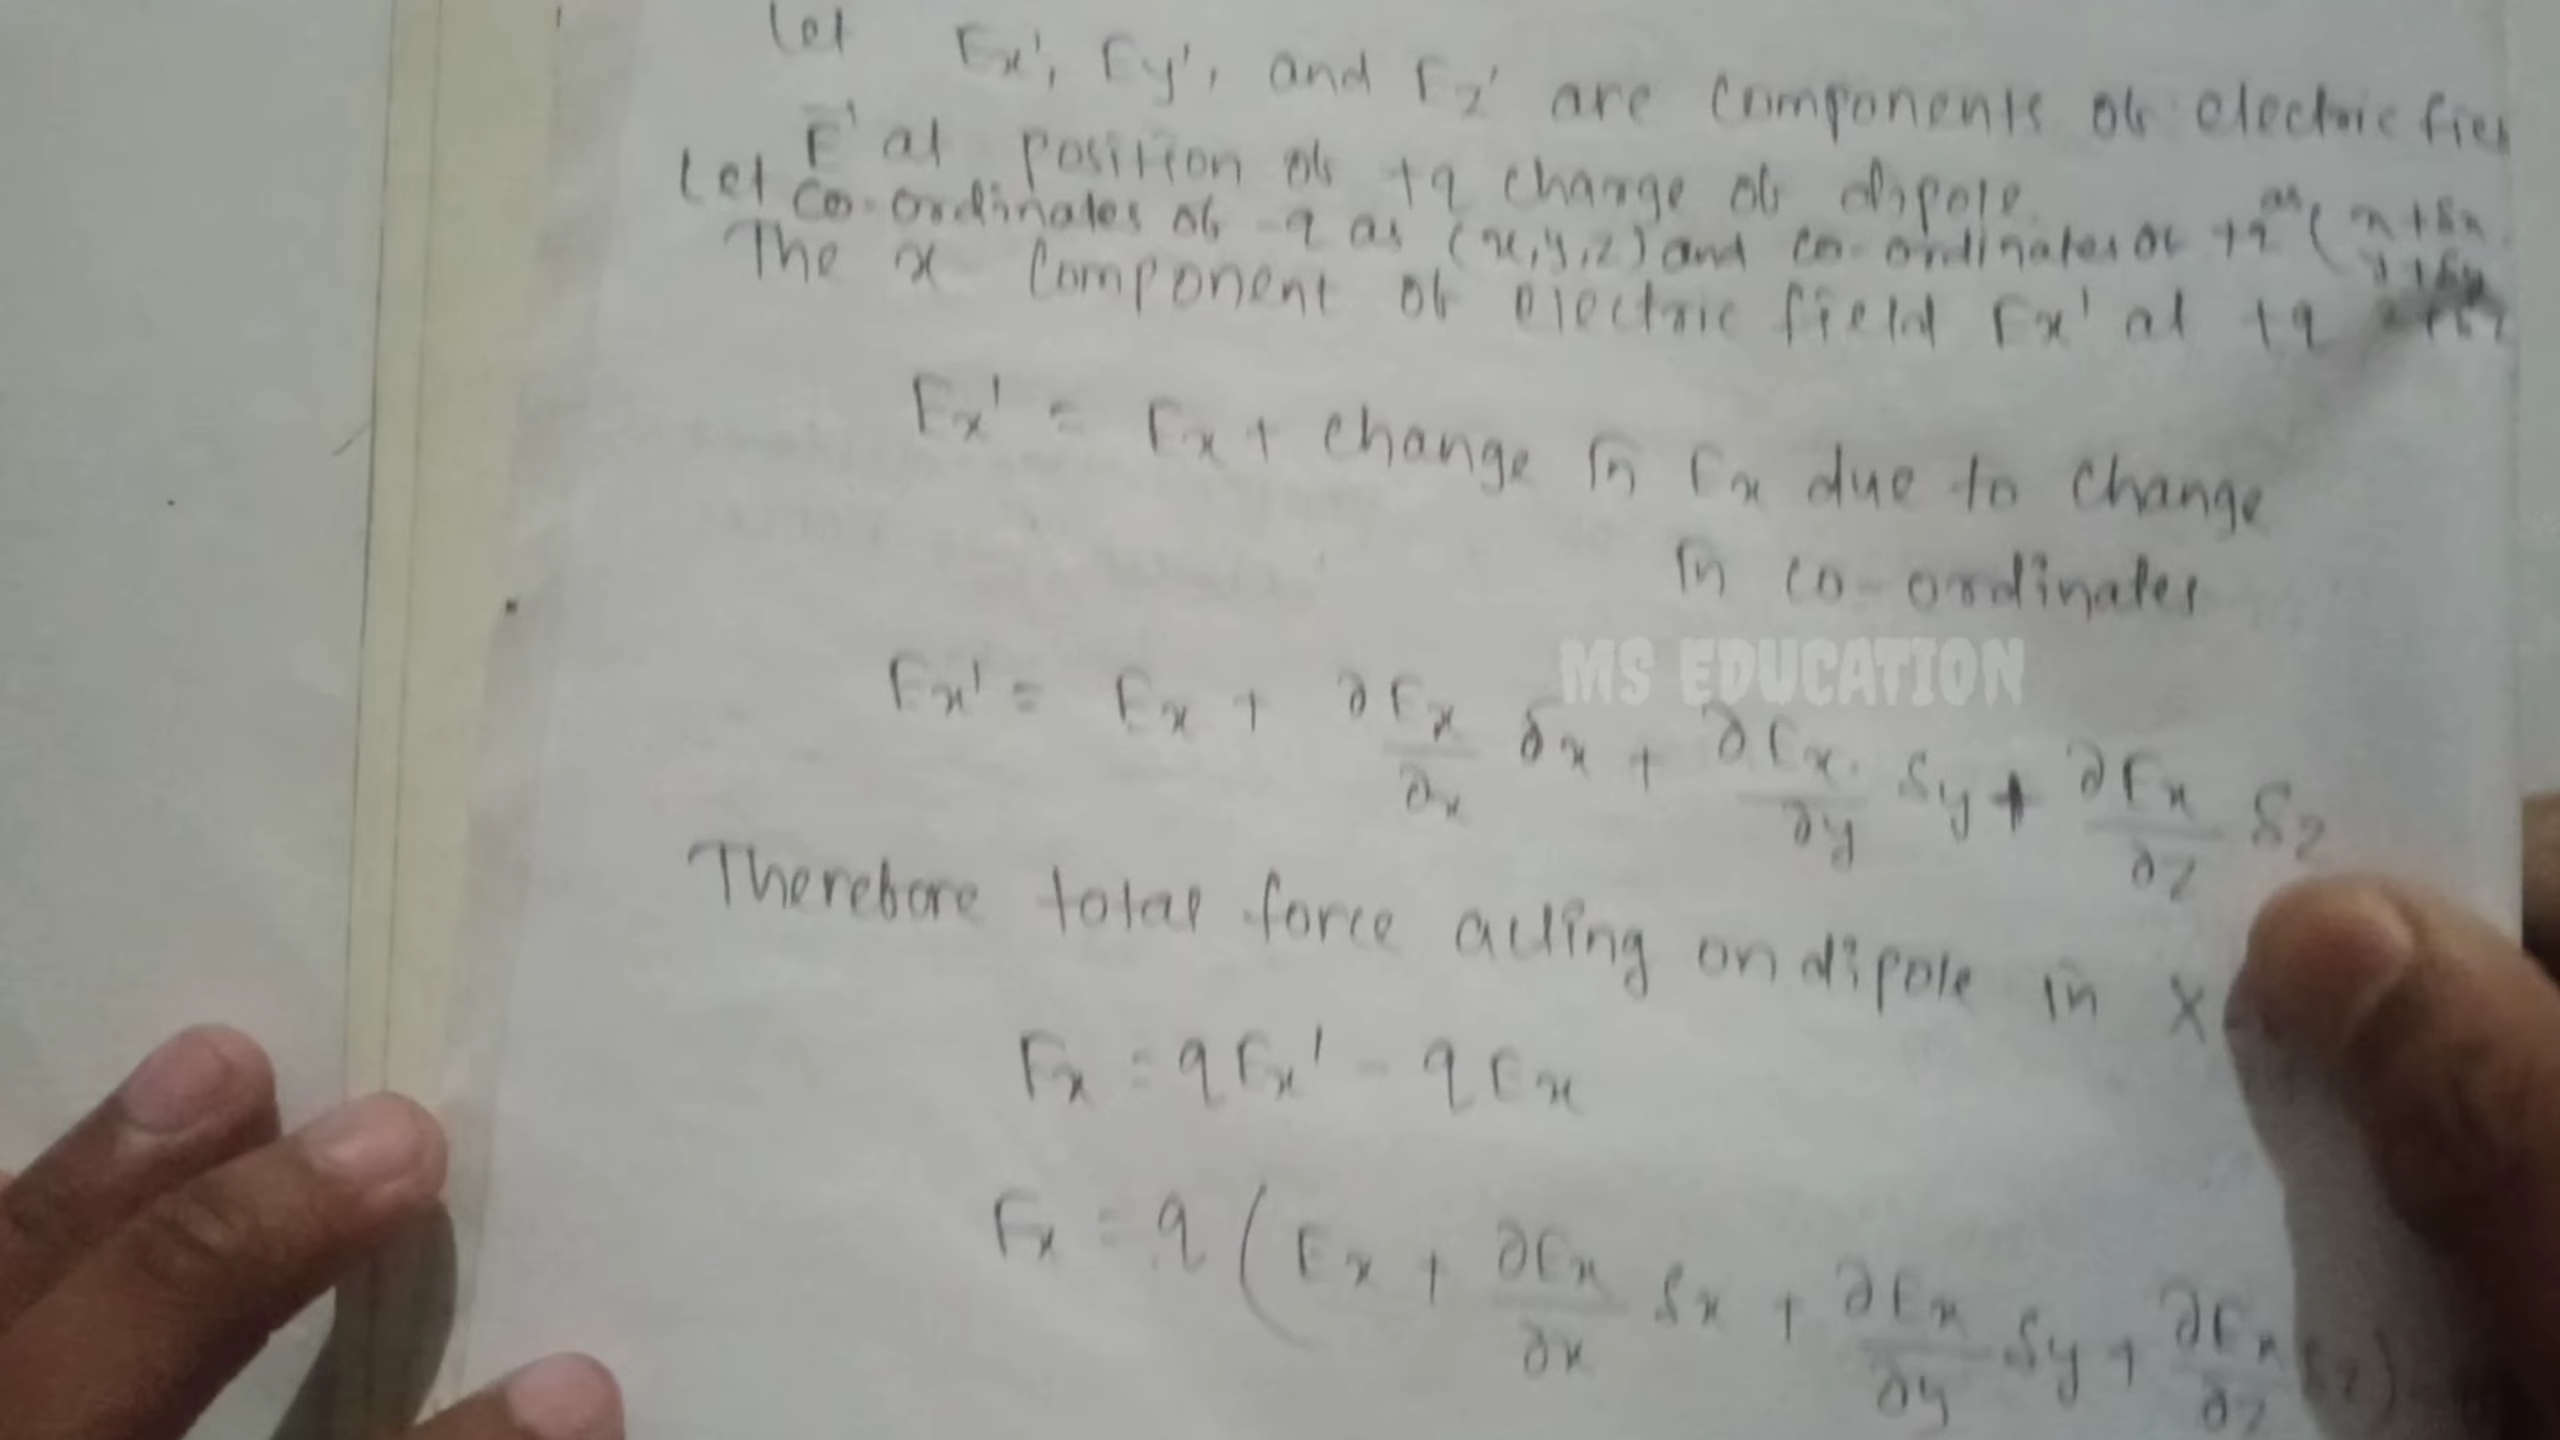 Let Ex', Ey', and Ez' are components of electric fiel
E' at position of +q charge of dipole.
Let co-ordinates of -q as (x,y,z) and co-ordinates of +q as (x+δx
y+δy
The x component of electric field Ex' at +q z+δz
Ex' = Ex + change in Ex due to change
in co-ordinates
MS EDUCATION
Ex' = Ex + ∂Ex/∂x δx + ∂Ex/∂y δy + ∂Ex/∂z δz
Therefore total force acting on dipole in X
Fx = qEx' - qEx
Fx = q (Ex + ∂Ex/∂x δx + ∂Ex/∂y δy + ∂Ex/∂z δz)